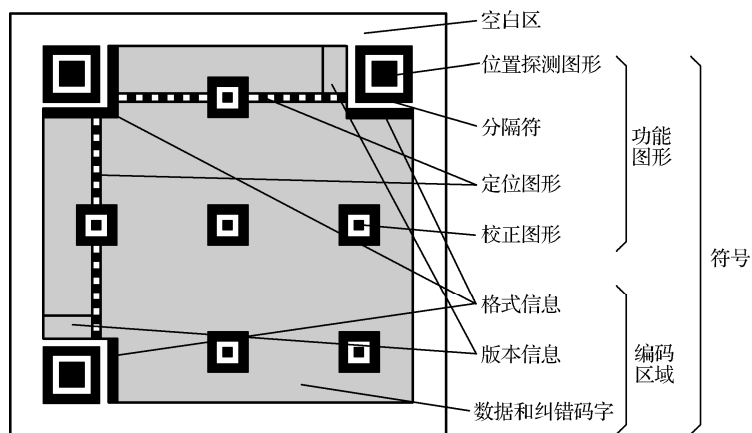 空白区
位置探测图形
分隔符
定位图形
校正图形
功能
图形
符号
格式信息
版本信息
数据和纠错码字
编码
区域